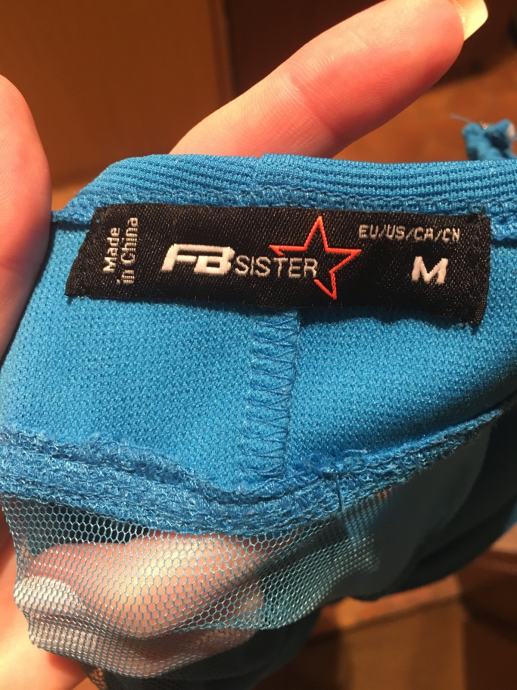 Made
in China
FB SISTER
EU/US/CA/CN
M